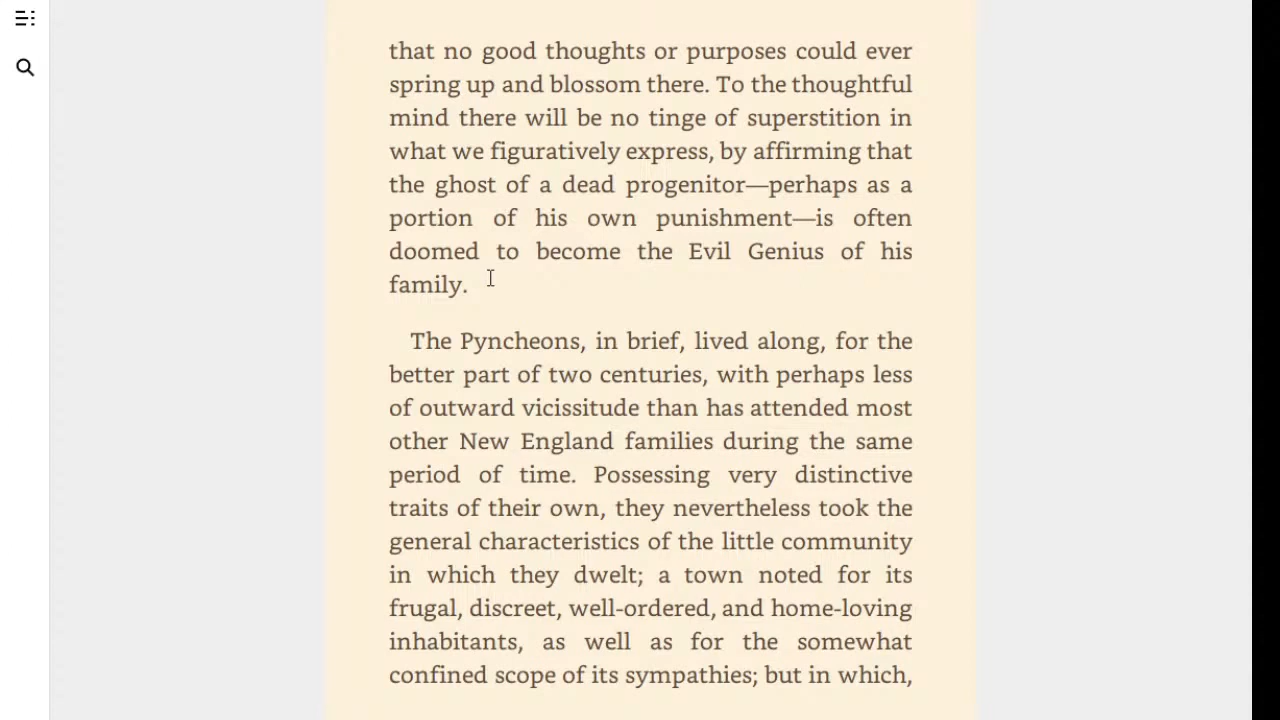 that no good thoughts or purposes could ever
spring up and blossom there. To the thoughtful
mind there will be no tinge of superstition in
what we figuratively express, by affirming that
the ghost of a dead progenitor—perhaps as a
portion of his own punishment—is often
doomed to become the Evil Genius of his
family.
The Pyncheons, in brief, lived along, for the
better part of two centuries, with perhaps less
of outward vicissitude than has attended most
other New England families during the same
period of time. Possessing very distinctive
traits of their own, they nevertheless took the
general characteristics of the little community
in which they dwelt; a town noted for its
frugal, discreet, well-ordered, and home-loving
inhabitants, as well as for the somewhat
confined scope of its sympathies; but in which,